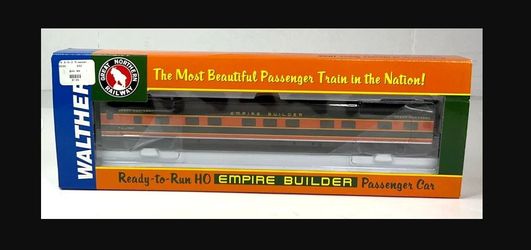 GREAT NORTHERN
RAILWAY
The Most Beautiful Passenger Train in the Nation!
WALTHER
EMPIRE BUILDER
Ready-to-Run HO EMPIRE BUILDER Passenger Car